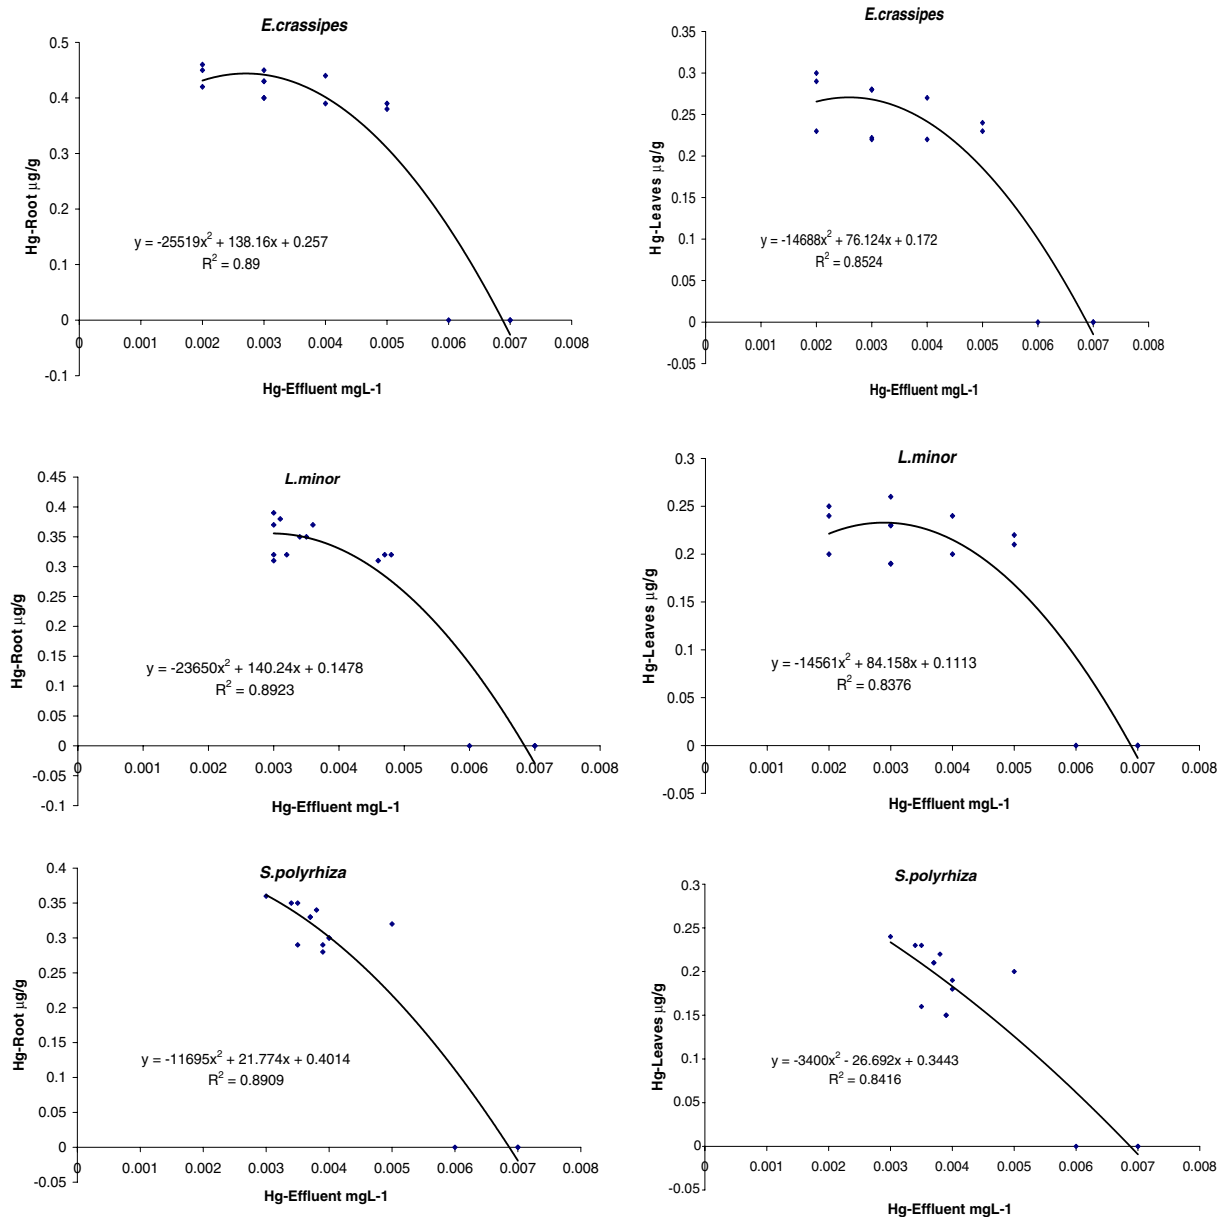 E.crassipes
0.5
0.4
0.3
0.2
0.1
0
-0.1
0 0.001 0.002 0.003 0.004 0.005 0.006 0.007 0.008
Hg-Root µg/g
y = -25519x² + 138.16x + 0.257
R² = 0.89
Hg-Effluent mgL-1
E.crassipes
0.35
0.3
0.25
0.2
0.15
0.1
0.05
0
-0.05
0 0.001 0.002 0.003 0.004 0.005 0.006 0.007 0.008
Hg-Leaves µg/g
y = -14688x² + 76.124x + 0.172
R² = 0.8524
Hg-Effluent mgL-1
L.minor
0.45
0.4
0.35
0.3
0.25
0.2
0.15
0.1
0.05
0
-0.05
-0.1
0 0.001 0.002 0.003 0.004 0.005 0.006 0.007 0.008
Hg-Root µg/g
y = -23650x² + 140.24x + 0.1478
R² = 0.8923
Hg-Effluent mgL-1
L.minor
0.3
0.25
0.2
0.15
0.1
0.05
0
-0.05
0 0.001 0.002 0.003 0.004 0.005 0.006 0.007 0.008
Hg-Leaves µg/g
y = -14561x² + 84.158x + 0.1113
R² = 0.8376
Hg-Effluent mgL-1
S.polyrhiza
0.4
0.3
0.2
0.1
0
-0.05
0 0.001 0.002 0.003 0.004 0.005 0.006 0.007 0.008
Hg-Root µg/g
y = -11695x² + 21.774x + 0.4014
R² = 0.8909
Hg-Effluent mgL-1
S.polyrhiza
0.3
0.25
0.2
0.15
0.1
0.05
0
-0.05
0 0.001 0.002 0.003 0.004 0.005 0.006 0.007 0.008
Hg-Leaves µg/g
y = -3400x² - 26.692x + 0.3443
R² = 0.8416
Hg-Effluent mgL-1